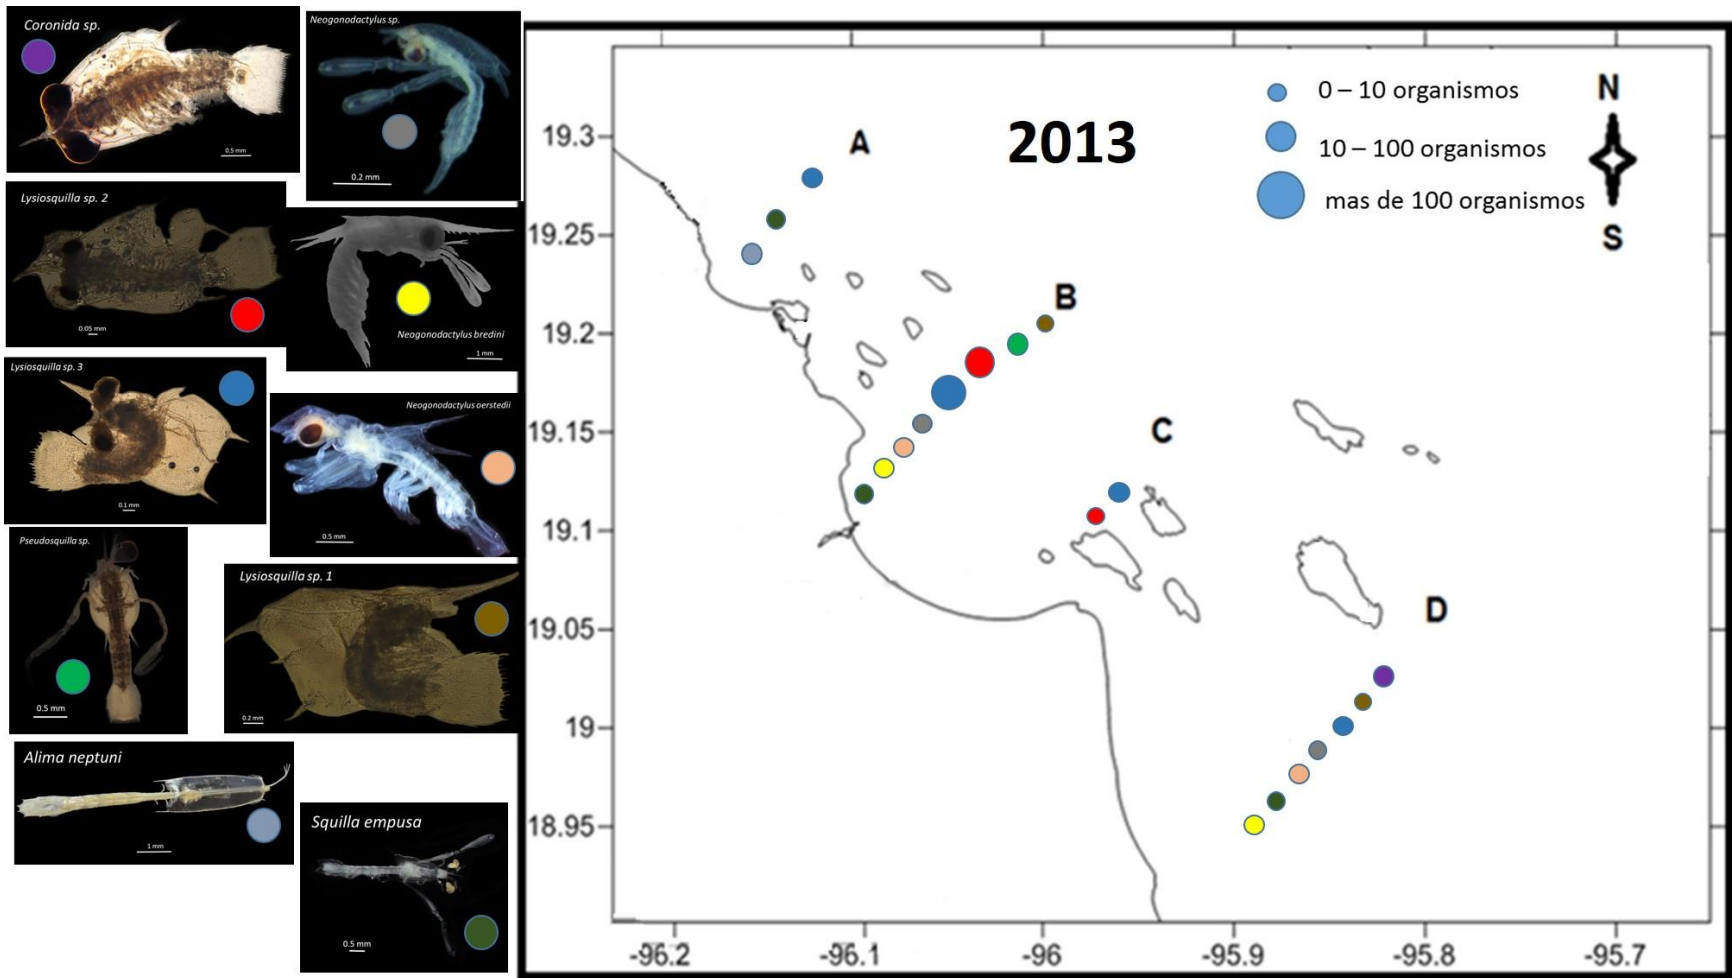 Coronida sp.
0.5 mm
Neogonodactylus sp.
0.2 mm
Lysiosquilla sp. 2
0.05 mm
Neogonodactylus bredini
1 mm
Lysiosquilla sp. 3
0.1 mm
Neogonodactylus oerstedii
0.5 mm
Pseudosquilla sp.
0.5 mm
Lysiosquilla sp. 1
0.2 mm
Alima neptuni
1 mm
Squilla empusa
0.5 mm
2013
0 – 10 organismos
10 – 100 organismos
mas de 100 organismos
N
S
A
B
C
D
19.3
19.25
19.2
19.15
19.1
19.05
19
18.95
-96.2 -96.1 -96 -95.9 -95.8 -95.7